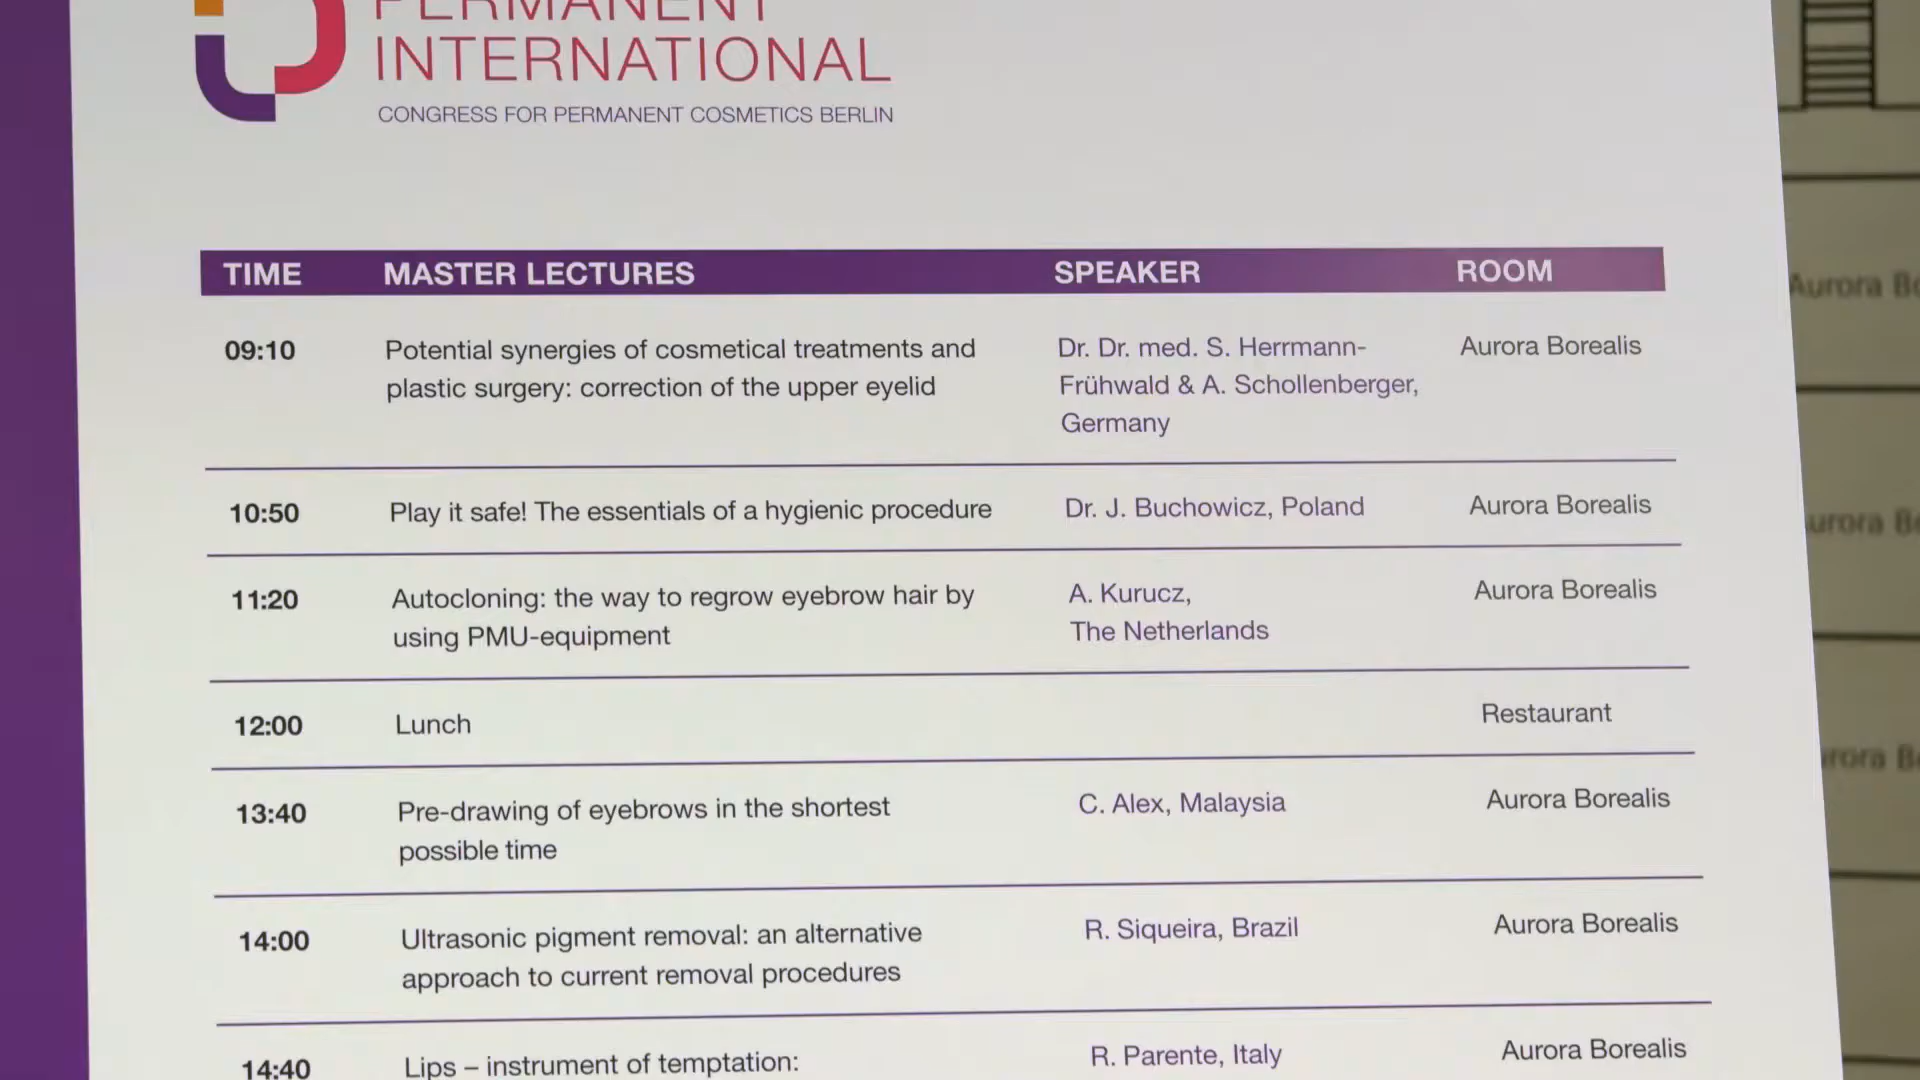 PERMANENT
INTERNATIONAL
CONGRESS FOR PERMANENT COSMETICS BERLIN
TIME MASTER LECTURES SPEAKER ROOM
09:10 Potential synergies of cosmetical treatments and Dr. Dr. med. S. Herrmann- Aurora Borealis
plastic surgery: correction of the upper eyelid Frühwald & A. Schollenberger,
Germany
10:50 Play it safe! The essentials of a hygienic procedure Dr. J. Buchowicz, Poland Aurora Borealis
11:20 Autocloning: the way to regrow eyebrow hair by A. Kurucz, Aurora Borealis
using PMU-equipment The Netherlands
12:00 Lunch Restaurant
13:40 Pre-drawing of eyebrows in the shortest C. Alex, Malaysia Aurora Borealis
possible time
14:00 Ultrasonic pigment removal: an alternative R. Siqueira, Brazil Aurora Borealis
approach to current removal procedures
14:40 Lips – instrument of temptation: R. Parente, Italy Aurora Borealis
Aurora